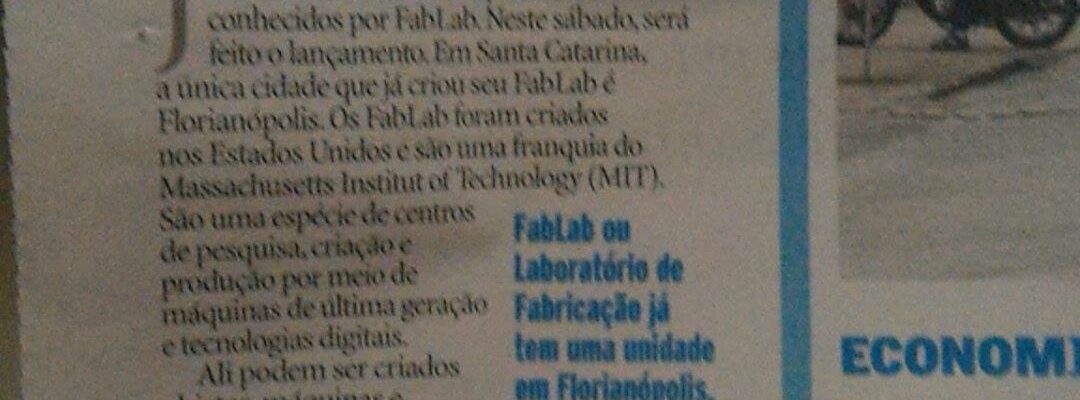 J
conhecidos por FabLab. Neste sábado, será
feito o lançamento. Em Santa Catarina,
a única cidade que já criou seu FabLab é
Florianópolis. Os FabLab foram criados
nos Estados Unidos e são uma franquia do
Massachusetts Institut of Technology (MIT).
São uma espécie de centros
de pesquisa, criação e
produção por meio de
máquinas de última geração
e tecnologias digitais.
Ali podem ser criados
FabLab ou
Laboratório de
Fabricação já
tem uma unidade
em Florianópolis.
ECONOMI